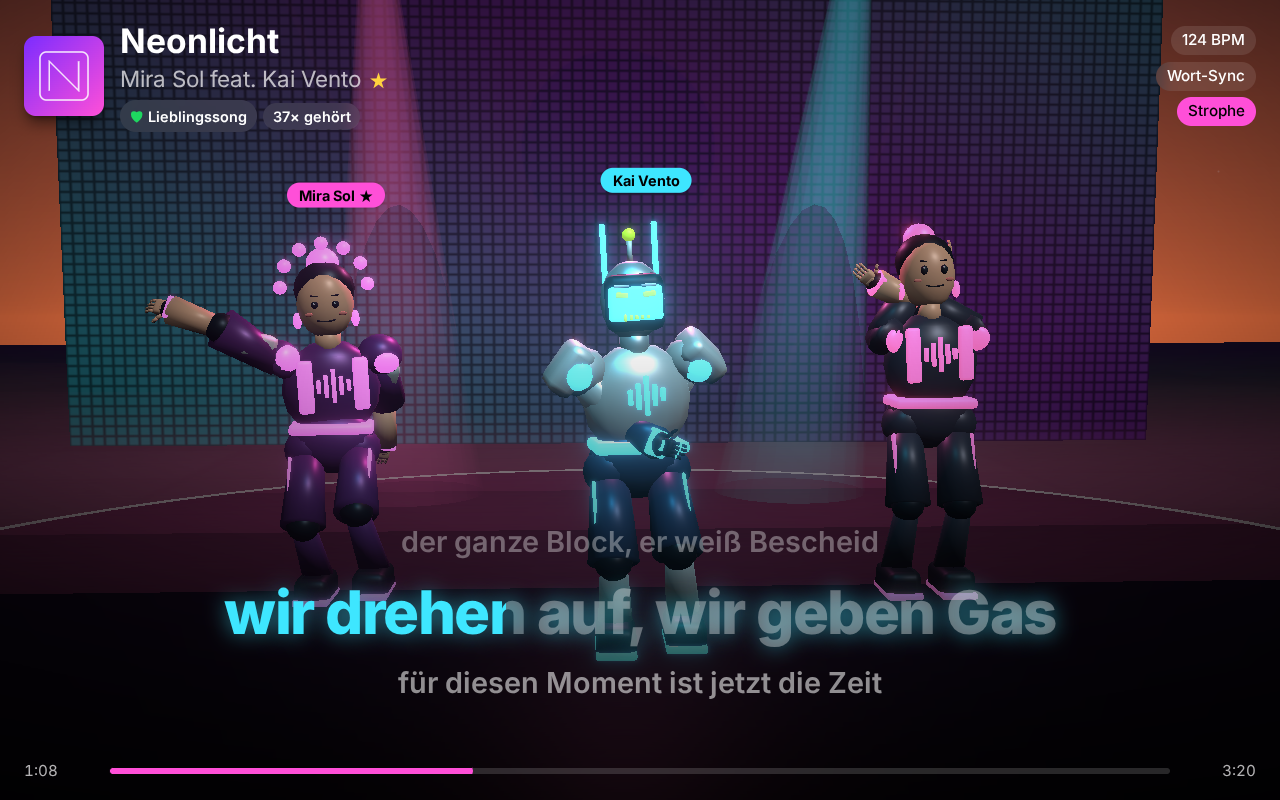 N
Neonlicht
Mira Sol feat. Kai Vento ★
Lieblingssong
37× gehört
124 BPM
Wort-Sync
Strophe
Mira Sol ★
Kai Vento
der ganze Block, er weiß Bescheid
wir drehen auf, wir geben Gas
für diesen Moment ist jetzt die Zeit
1:08
3:20